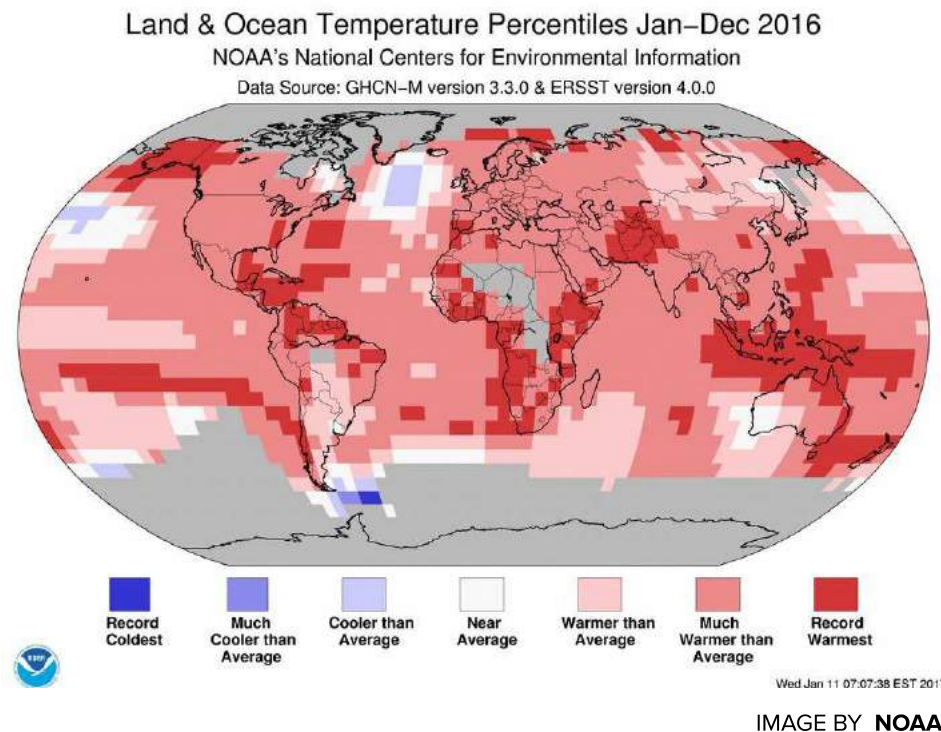 Land & Ocean Temperature Percentiles Jan–Dec 2016
NOAA's National Centers for Environmental Information
Data Source: GHCN–M version 3.3.0 & ERSST version 4.0.0
Record
Coldest
Much
Cooler than
Average
Cooler than
Average
Near
Average
Warmer than
Average
Much
Warmer than
Average
Record
Warmest
Wed Jan 11 07:07:38 EST 201
IMAGE BY NOAA